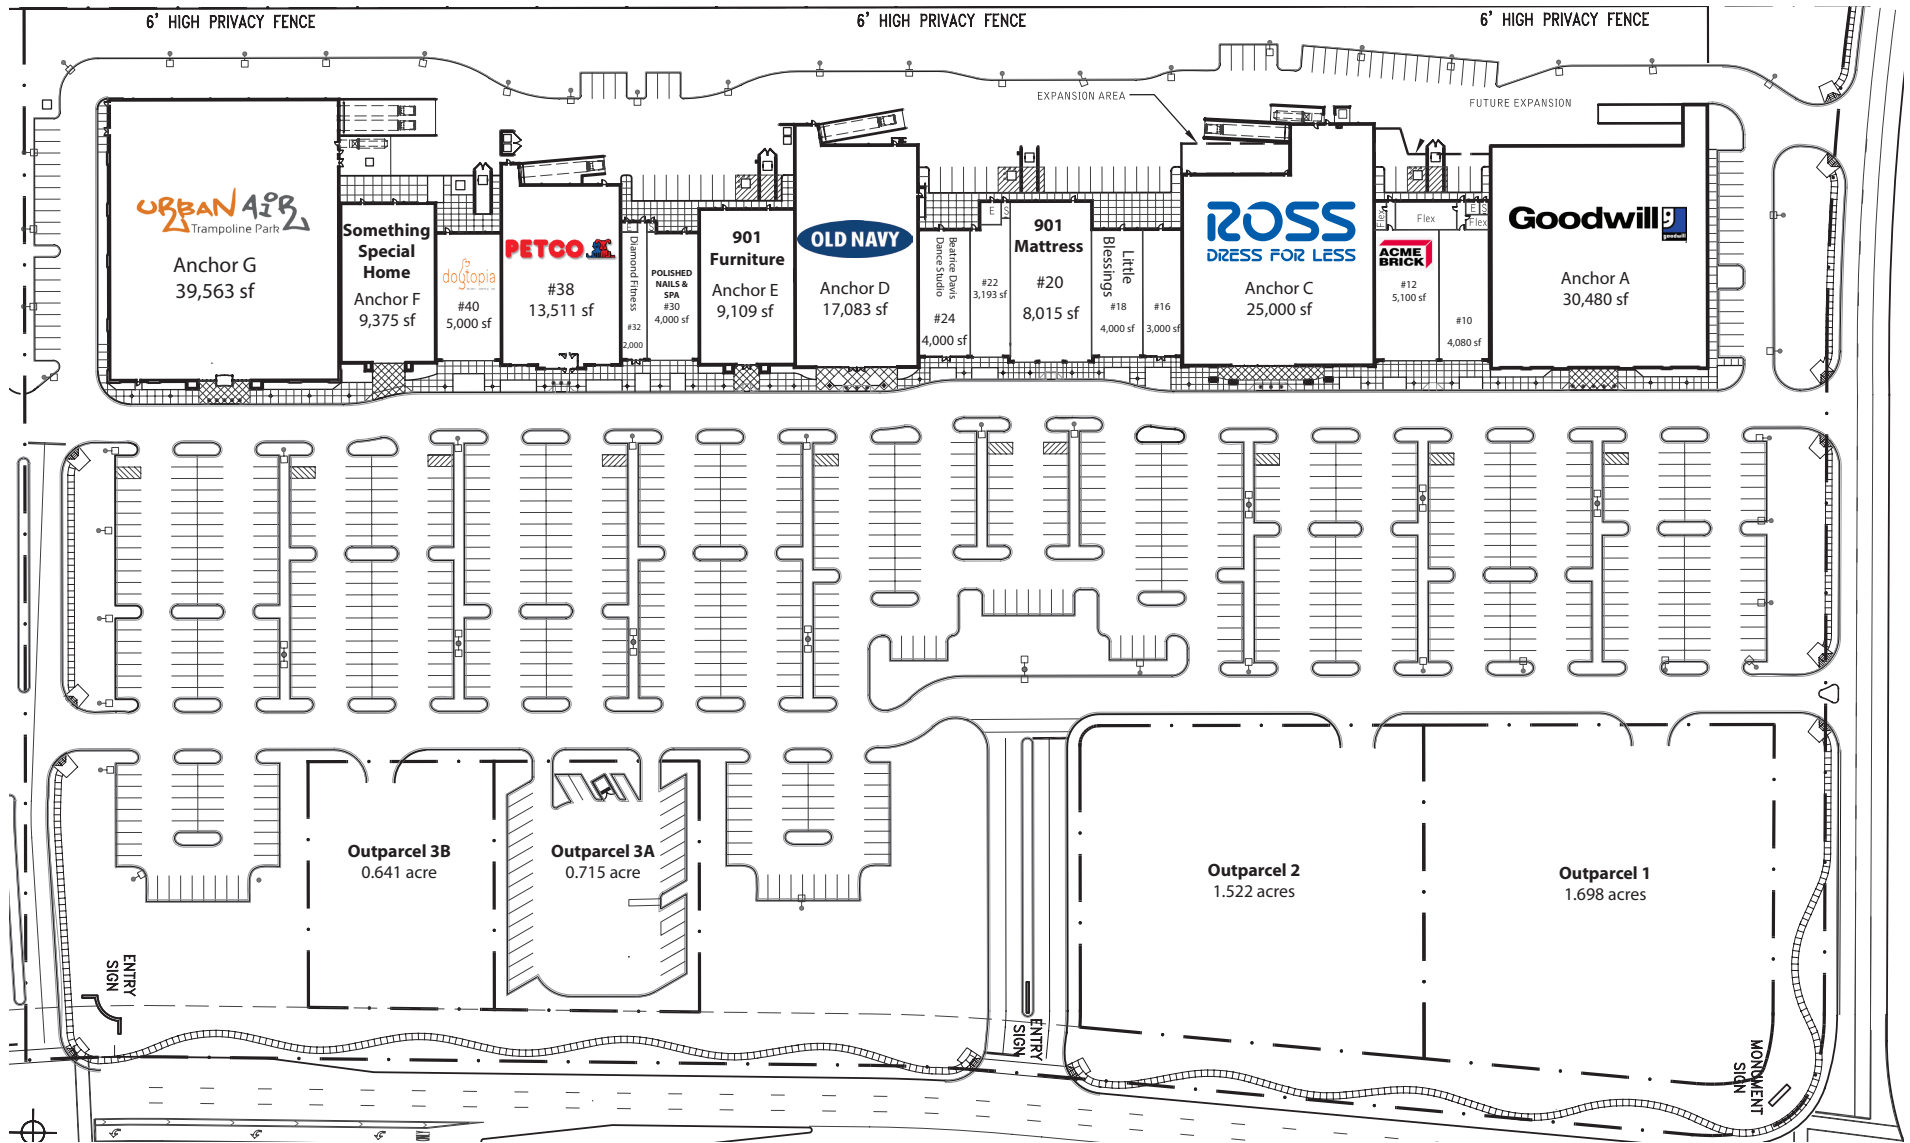 6' HIGH PRIVACY FENCE
6' HIGH PRIVACY FENCE
6' HIGH PRIVACY FENCE
EXPANSION AREA
FUTURE EXPANSION
URBAN AIR
Trampoline Park
Anchor G
39,563 sf
Something
Special
Home
Anchor F
9,375 sf
dogtopia
#40
5,000 sf
PETCO
#38
13,511 sf
E
S
Diamond Fitness
#32
2,000
POLISHED
NAILS &
SPA
#30
4,000 sf
901
Furniture
Anchor E
9,109 sf
OLD NAVY
Anchor D
17,083 sf
Beatrice Davis
Dance Studio
#24
4,000 sf
E
S
#22
3,193 sf
901
Mattress
#20
8,015 sf
Little
Blessings
#18
4,000 sf
#16
3,000 sf
ROSS
DRESS FOR LESS
Anchor C
25,000 sf
Flex
Flex
E
S
Flex
ACME
BRICK
#12
5,100 sf
#10
4,080 sf
Goodwill
goodwill
Anchor A
30,480 sf
Outparcel 3B
0.641 acre
Outparcel 3A
0.715 acre
Outparcel 2
1.522 acres
Outparcel 1
1.698 acres
ENTRY
SIGN
ENTRY
SIGN
MONUMENT
SIGN